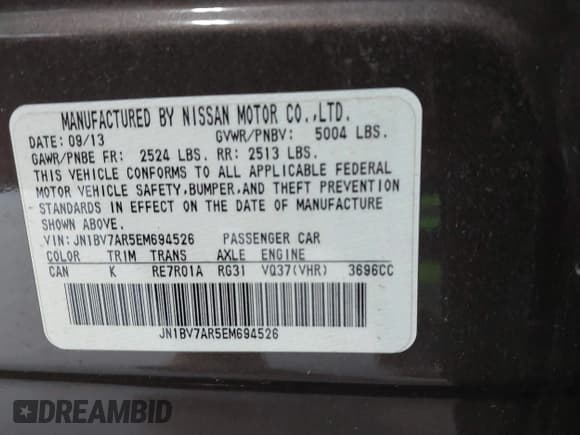 MANUFACTURED BY NISSAN MOTOR CO.,LTD.
DATE: 09/13 GVWR/PNBV: 5004 LBS.
GAWR/PNBE FR: 2524 LBS. RR: 2513 LBS.
THIS VEHICLE CONFORMS TO ALL APPLICABLE FEDERAL
MOTOR VEHICLE SAFETY,BUMPER,AND THEFT PREVENTION
STANDARDS IN EFFECT ON THE DATE OF MANUFACTURE
SHOWN ABOVE.
VIN: JN1BV7AR5EM694526 PASSENGER CAR
COLOR TRIM TRANS AXLE ENGINE
CAN K RE7R01A RG31 VQ37(VHR) 3696CC
JN1BV7AR5EM694526
DREAMBID